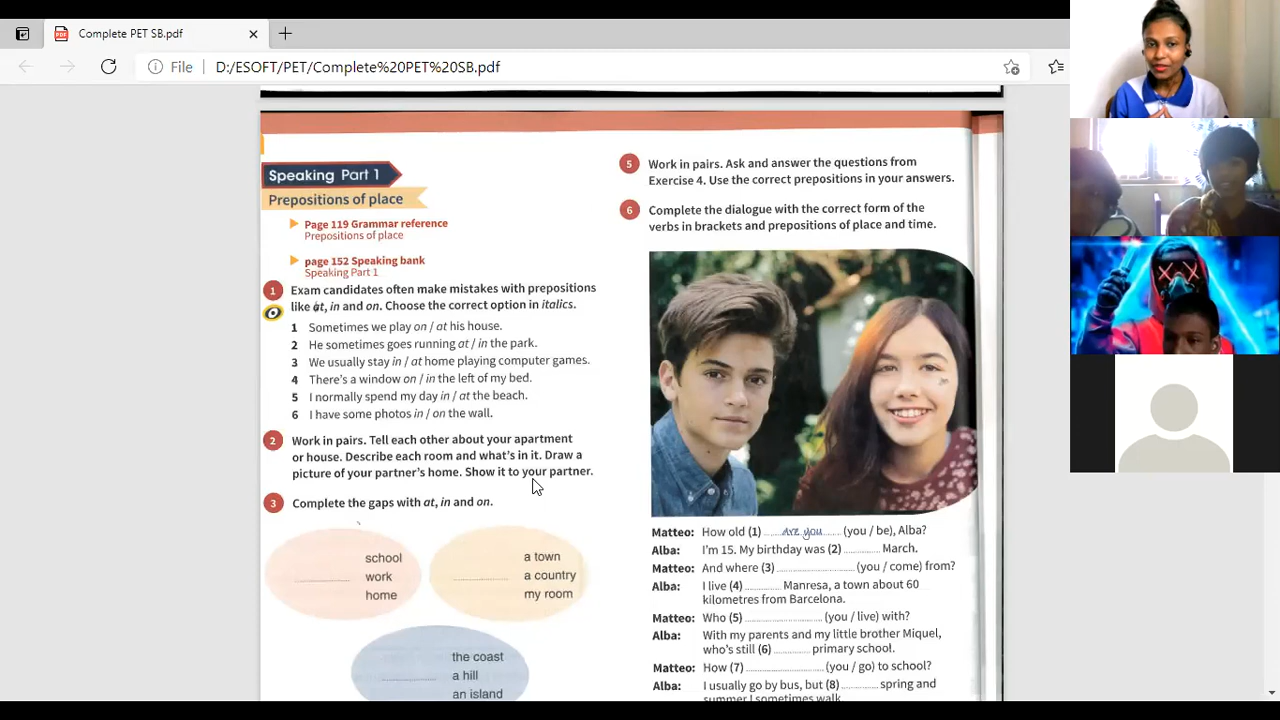 Complete PET SB.pdf
File D:/ESOFT/PET/Complete%20PET%20SB.pdf
Speaking Part 1
Prepositions of place
Page 119 Grammar reference
Prepositions of place
page 152 Speaking bank
Speaking Part 1
1 Exam candidates often make mistakes with prepositions
like at, in and on. Choose the correct option in italics.
1 Sometimes we play on / at his house.
2 He sometimes goes running at / in the park.
3 We usually stay in / at home playing computer games.
4 There's a window on / in the left of my bed.
5 I normally spend my day in / at the beach.
6 I have some photos in / on the wall.
2 Work in pairs. Tell each other about your apartment
or house. Describe each room and what's in it. Draw a
picture of your partner's home. Show it to your partner.
3 Complete the gaps with at, in and on.
school
............... work
home
a town
............... a country
my room
the coast
............... a hill
an island
5 Work in pairs. Ask and answer the questions from
Exercise 4. Use the correct prepositions in your answers.
6 Complete the dialogue with the correct form of the
verbs in brackets and prepositions of place and time.
Matteo: How old (1) ......are you...... (you / be), Alba?
Alba: I'm 15. My birthday was (2) .......... March.
Matteo: And where (3) ..................... (you / come) from?
Alba: I live (4) .......... Manresa, a town about 60
kilometres from Barcelona.
Matteo: Who (5) ..................... (you / live) with?
Alba: With my parents and my little brother Miquel,
who's still (6) .......... primary school.
Matteo: How (7) ..................... (you / go) to school?
Alba: I usually go by bus, but (8) .......... spring and
summer I sometimes walk.